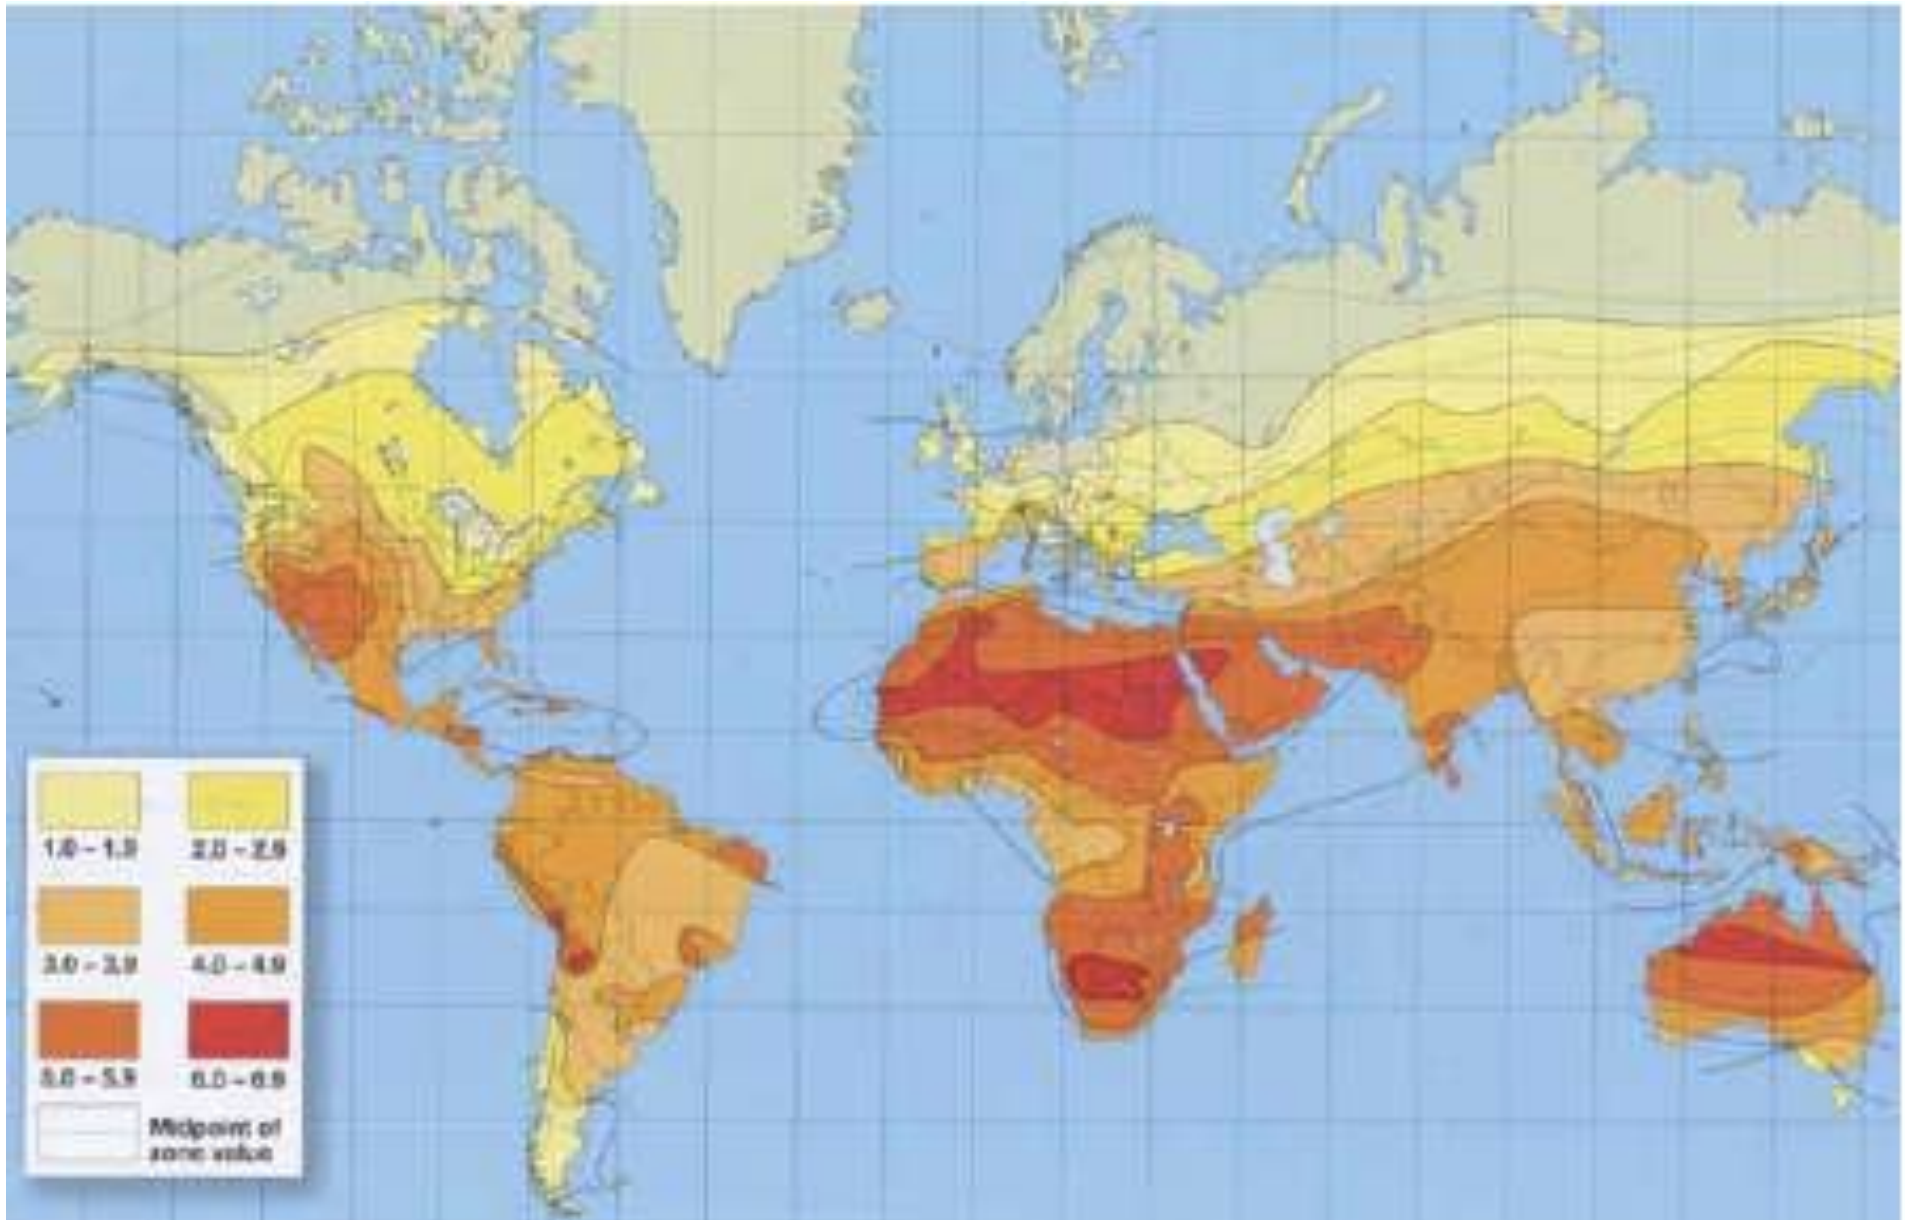 1.0 – 1.9
2.0 – 2.9
3.0 – 3.9
4.0 – 4.9
5.0 – 5.9
6.0 – 6.9
Midpoint of
zone value